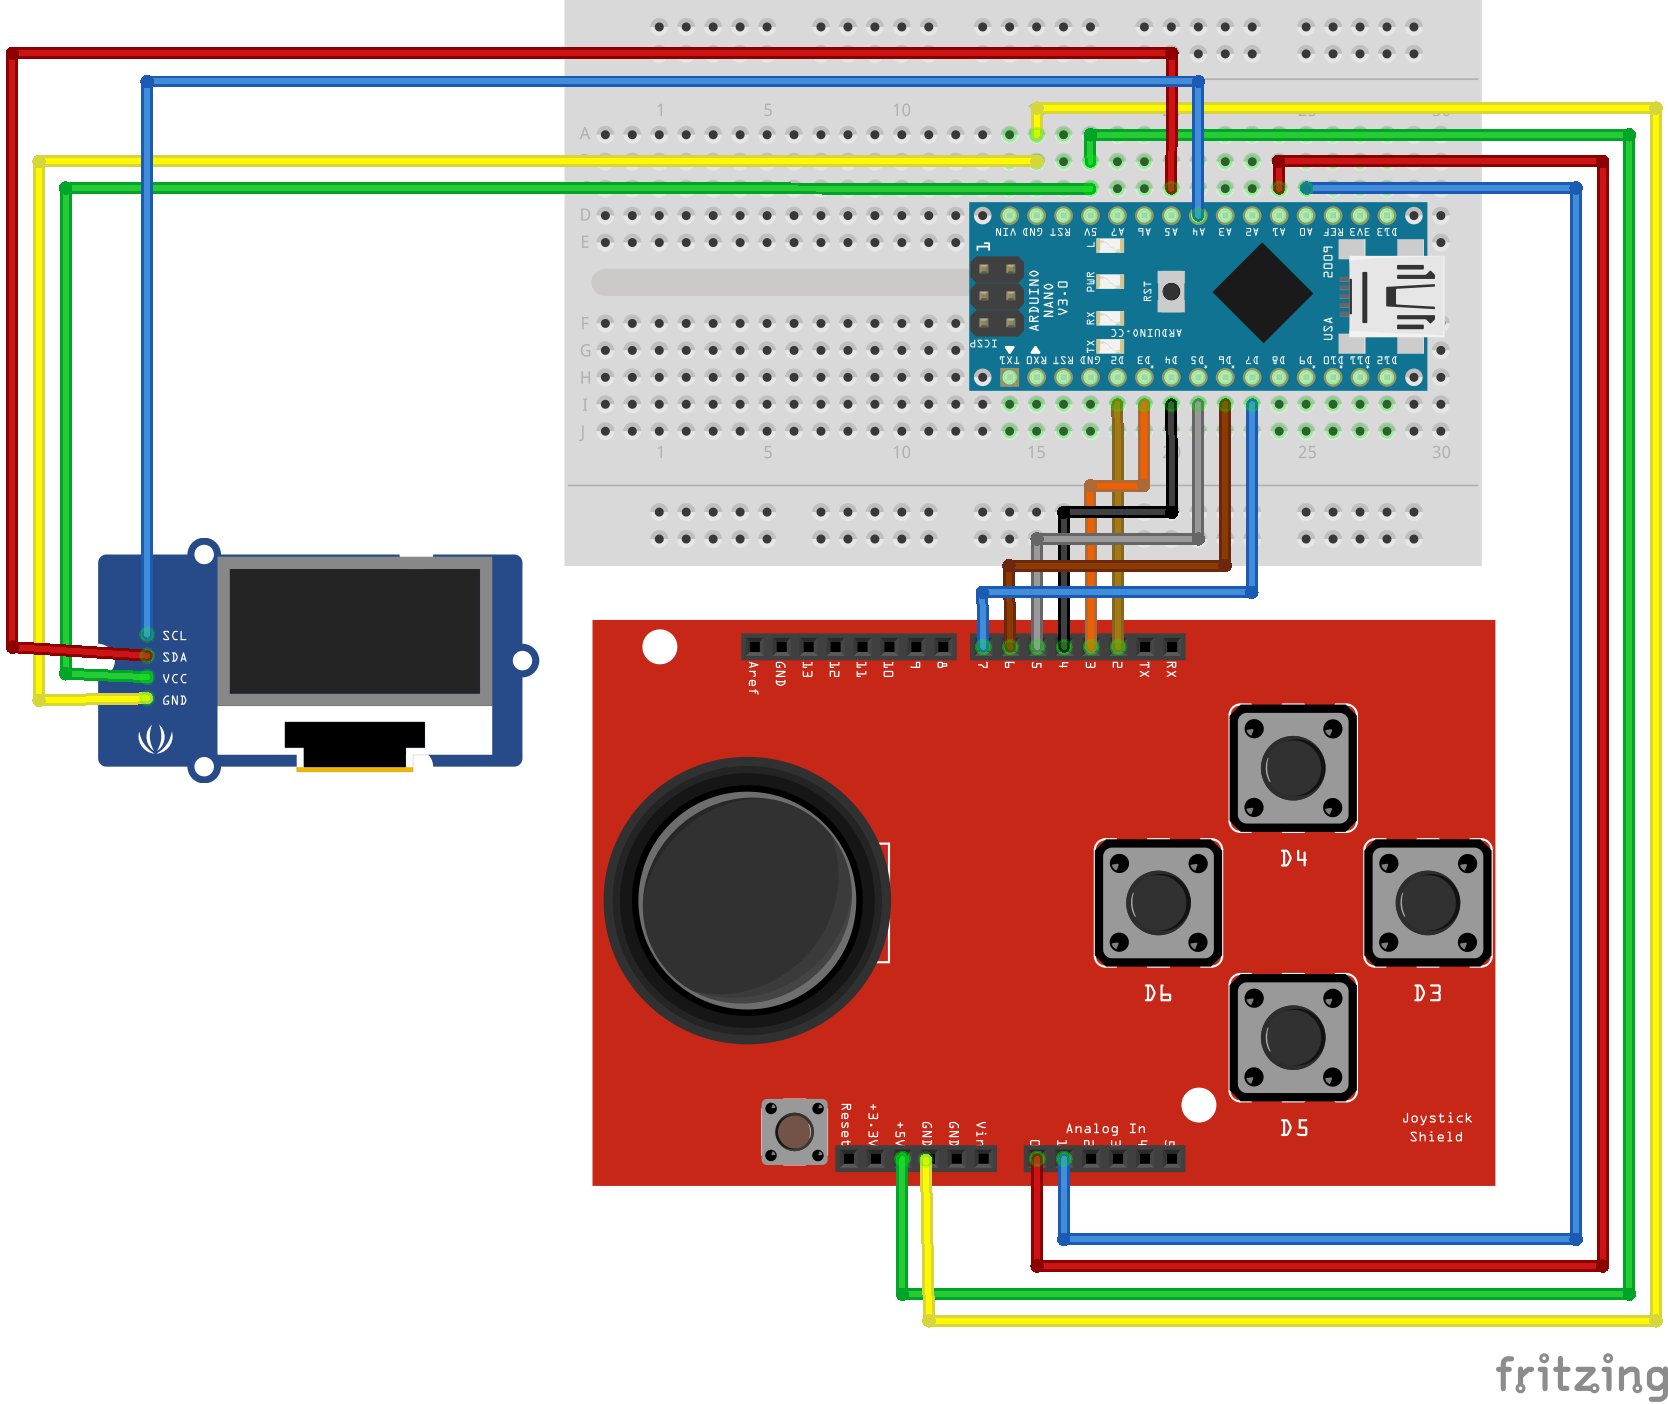 1 5 10 25 30
A
D
E
F
G
H
I
J
VIN GND RST 5V A7 A6 A5 A4 A3 A2 A1 A0 REF 3V3 D13
1
L
PWR
RX
TX
RST
ARDUINO
NANO
V3.0
ARDUINO.CC
P005
USA
ICSP
TX1 RX0 RST GND D2 D3 D4 D5 D6 D7 D8 D9 D10 D11 D12
1 5 10 15 20 25 30
SCL
SDA
VCC
GND
Aref GND 13 12 11 10 9 8 7 6 5 4 3 2 TX RX
D4
D6
D3
D5
Joystick
Shield
Reset +3.3V +5V GND GND Vin
Analog In
0 1 2 3 4 5
fritzing